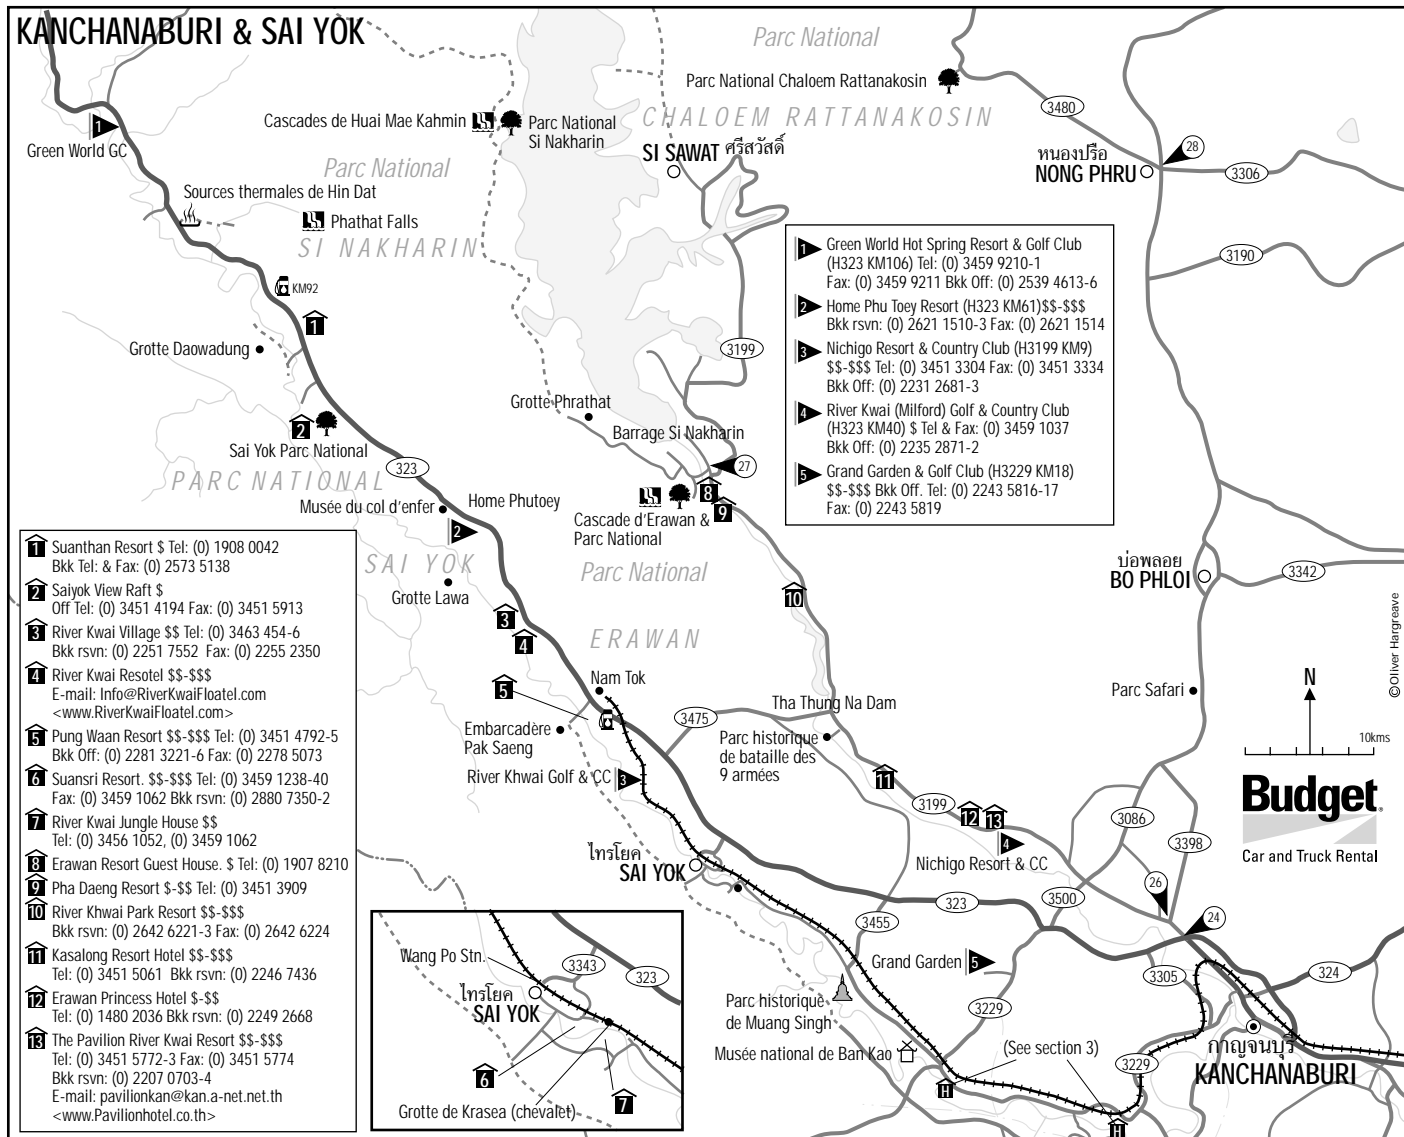 KANCHANABURI & SAI YOK
Parc National
Parc National Chaloem Rattanakosin
CHALOEM RATTANAKOSIN
3480
28
หนองปรือ
NONG PHRU
3306
3190
Cascades de Huai Mae Kahmin
Parc National
Si Nakharin
SI SAWAT ศรีสวัสดิ์
1
Green World GC
Parc National
SI NAKHARIN
Sources thermales de Hin Dat
Phathat Falls
KM92
1
Grotte Daowadung
2
Sai Yok Parc National
PARC NATIONAL
SAI YOK
323
3199
Grotte Phrathat
Barrage Si Nakharin
27
8
9
Cascade d'Erawan &
Parc National
Parc National
ERAWAN
Musée du col d'enfer
Home Phutoey
2
Grotte Lawa
3
4
5
10
1 Green World Hot Spring Resort & Golf Club
(H323 KM106) Tel: (0) 3459 9210-1
Fax: (0) 3459 9211 Bkk Off: (0) 2539 4613-6
2 Home Phu Toey Resort (H323 KM61)$$-$$$
Bkk rsvn: (0) 2621 1510-3 Fax: (0) 2621 1514
3 Nichigo Resort & Country Club (H3199 KM9)
$$-$$$ Tel: (0) 3451 3304 Fax: (0) 3451 3334
Bkk Off: (0) 2231 2681-3
4 River Kwai (Milford) Golf & Country Club
(H323 KM40) $ Tel & Fax: (0) 3459 1037
Bkk Off: (0) 2235 2871-2
5 Grand Garden & Golf Club (H3229 KM18)
$$-$$$ Bkk Off. Tel: (0) 2243 5816-17
Fax: (0) 2243 5819
บ่อพลอย
BO PHLOI
3342
Parc Safari
©Oliver Hargreave
N
10kms
Budget
Car and Truck Rental
1 Suanthan Resort $ Tel: (0) 1908 0042
Bkk Tel: & Fax: (0) 2573 5138
2 Saiyok View Raft $
Off Tel: (0) 3451 4194 Fax: (0) 3451 5913
3 River Kwai Village $$ Tel: (0) 3463 454-6
Bkk rsvn: (0) 2251 7552 Fax: (0) 2255 2350
4 River Kwai Resotel $$-$$$
E-mail: Info@RiverKwaiFloatel.com
<www.RiverKwaiFloatel.com>
5 Pung Waan Resort $$-$$$ Tel: (0) 3451 4792-5
Bkk Off: (0) 2281 3221-6 Fax: (0) 2278 5073
6 Suansri Resort. $$-$$$ Tel: (0) 3459 1238-40
Fax: (0) 3459 1062 Bkk rsvn: (0) 2880 7350-2
7 River Kwai Jungle House $$
Tel: (0) 3456 1052, (0) 3459 1062
8 Erawan Resort Guest House. $ Tel: (0) 1907 8210
9 Pha Daeng Resort $-$$ Tel: (0) 3451 3909
10 River Khwai Park Resort $$-$$$
Bkk rsvn: (0) 2642 6221-3 Fax: (0) 2642 6224
11 Kasalong Resort Hotel $$-$$$
Tel: (0) 3451 5061 Bkk rsvn: (0) 2246 7436
12 Erawan Princess Hotel $-$$
Tel: (0) 1480 2036 Bkk rsvn: (0) 2249 2668
13 The Pavilion River Kwai Resort $$-$$$
Tel: (0) 3451 5772-3 Fax: (0) 3451 5774
Bkk rsvn: (0) 2207 0703-4
E-mail: pavilionkan@kan.a-net.net.th
<www.Pavilionhotel.co.th>
Nam Tok
Embarcadère
Pak Saeng
3475
Tha Thung Na Dam
Parc historique
de bataille des
9 armées
River Khwai Golf & CC
3
11
3199
12
13
4
Nichigo Resort & CC
3086
3398
26
24
3500
323
ไทรโยค
SAI YOK
3455
Grand Garden
5
3305
324
3229
Parc historique
de Muang Singh
Musée national de Ban Kao
(See section 3)
3229
H
H
กาญจนบุรี
KANCHANABURI
Wang Po Stn.
3343
323
ไทรโยค
SAI YOK
6
7
Grotte de Krasea (chevalet)